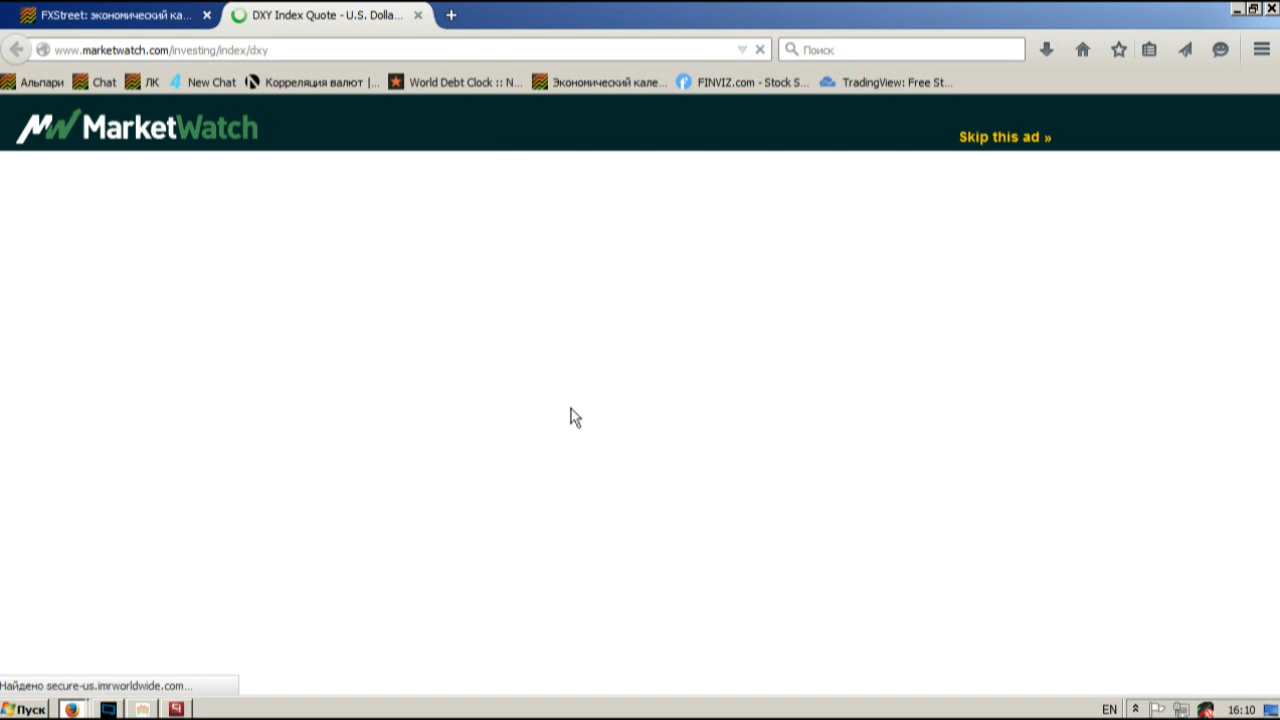 FXStreet: экономический ка...
DXY Index Quote - U.S. Dolla...
www.marketwatch.com/investing/index/dxy
Поиск
Альпари
Chat
ЛК
New Chat
Корреляция валют |...
World Debt Clock :: N...
Экономический кале...
FINVIZ.com - Stock S...
TradingView: Free St...
MarketWatch
Skip this ad »
Найдено secure-us.imrworldwide.com...
Пуск
EN
16:10